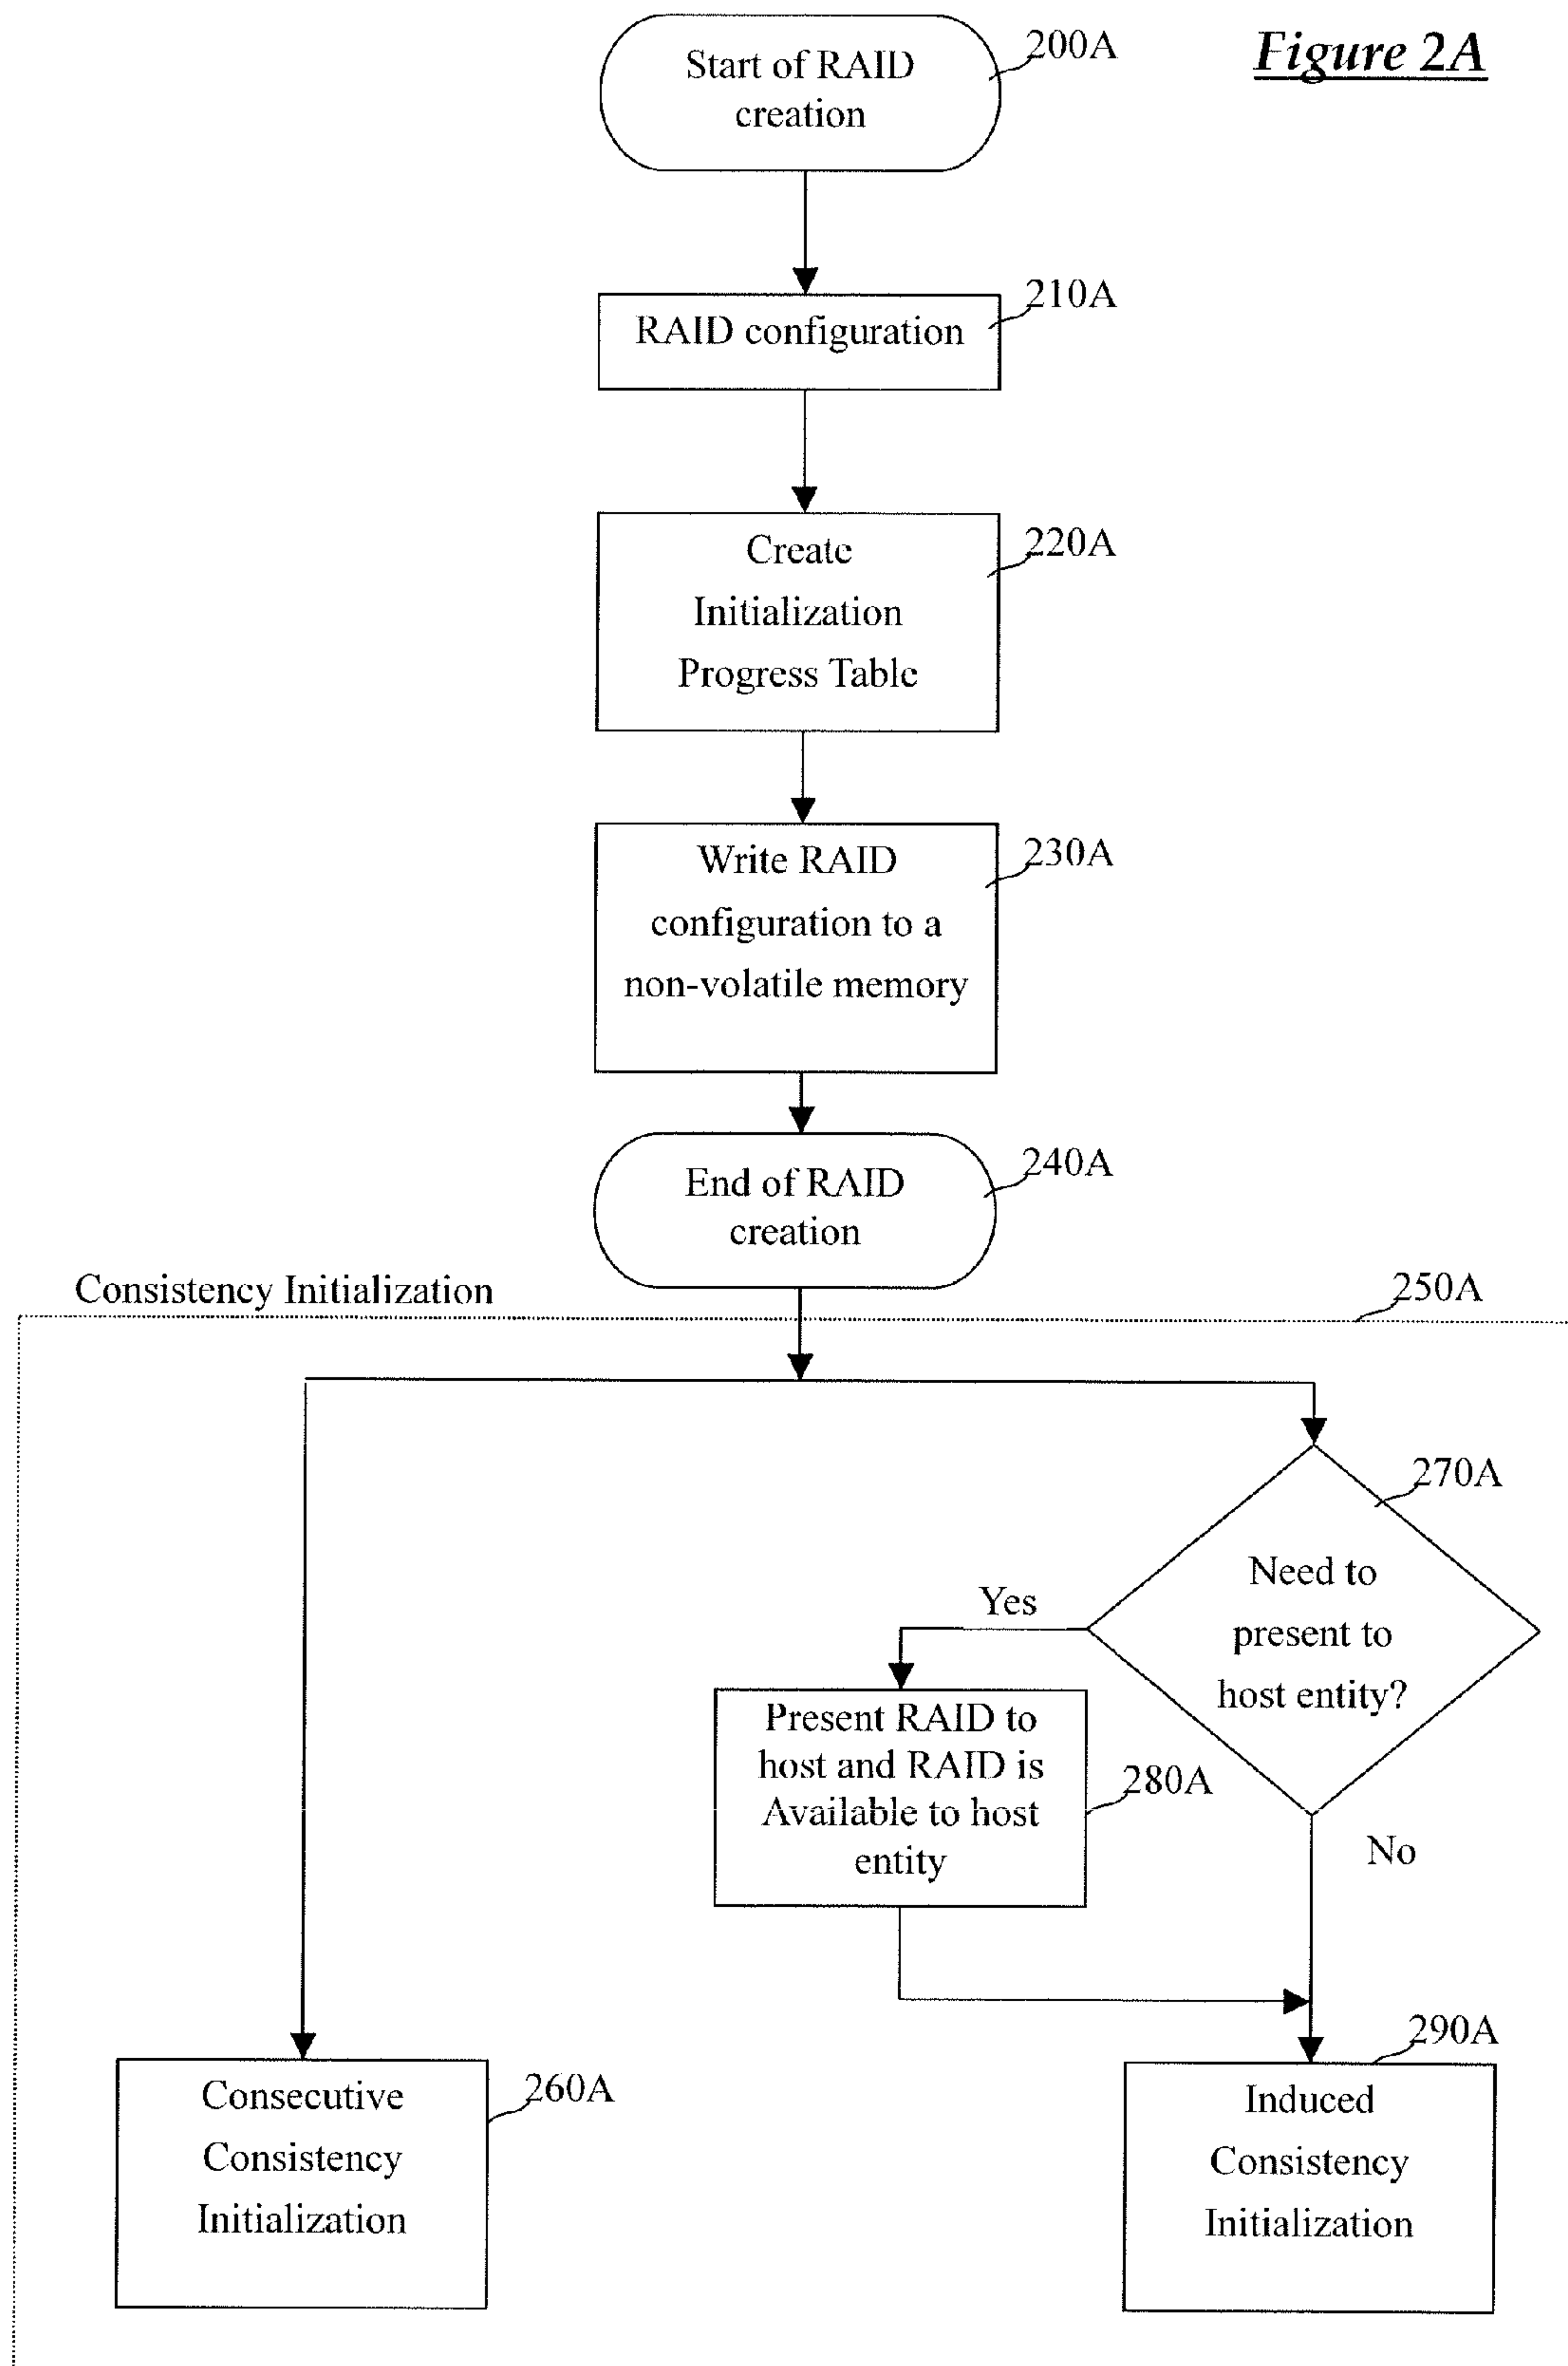 Figure 2A
Start of RAID
creation
200A
RAID configuration
210A
Create
Initialization
Progress Table
220A
Write RAID
configuration to a
non-volatile memory
230A
End of RAID
creation
240A
Consistency Initialization
250A
270A
Need to
present to
host entity?
Yes
Present RAID to
host and RAID is
Available to host
entity
280A
No
290A
Consecutive
Consistency
Initialization
260A
Induced
Consistency
Initialization